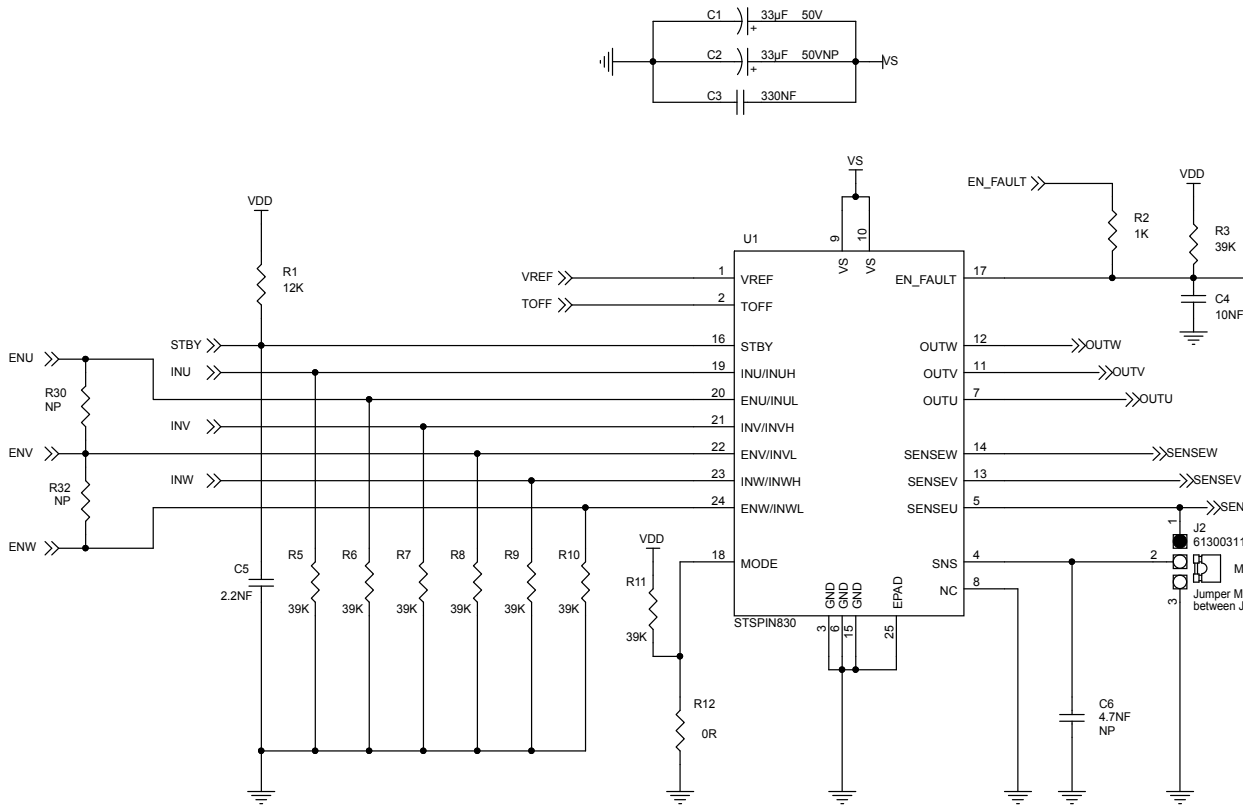 C1 33µF 50V
+
C2 33µF 50VNP
+
VS
C3 330NF
VS
EN_FAULT
VDD
VDD
R2
1K
R3
39K
U1
9
10
VS
VS
R1
12K
VREF
1
VREF
EN_FAULT
17
TOFF
2
TOFF
C4
10NF
STBY
16
STBY
OUTW
12
OUTW
ENU
INU
19
INU/INUH
OUTV
11
OUTV
R30
NP
20
ENU/INUL
OUTU
7
OUTU
INV
21
INV/INVH
ENV
22
ENV/INVL
SENSEW
14
SENSEW
R32
NP
INW
23
INW/INWH
SENSEV
13
SENSEV
24
ENW/INWL
SENSEU
5
SEN
1
J2
61300311
ENW
VDD
C5
2.2NF
R5
39K
R6
39K
R7
39K
R8
39K
R9
39K
R10
39K
R11
39K
18
MODE
SNS
4
2
M
NC
8
3
Jumper M
between J
GND
GND
GND
EPAD
3
6
15
25
STSPIN830
R12
0R
C6
4.7NF
NP